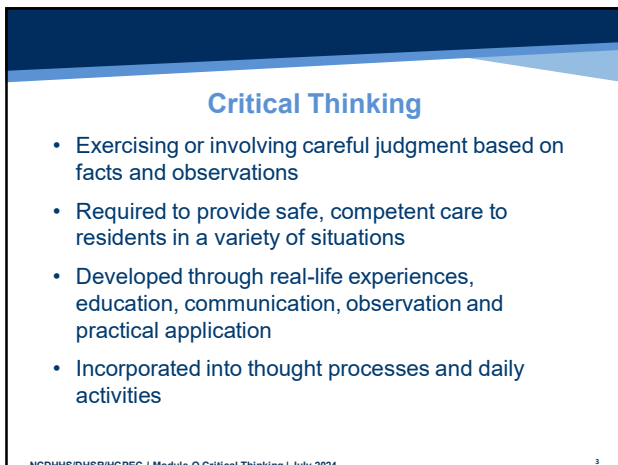 Critical Thinking
• Exercising or involving careful judgment based on
facts and observations
• Required to provide safe, competent care to
residents in a variety of situations
• Developed through real-life experiences,
education, communication, observation and
practical application
• Incorporated into thought processes and daily
activities
NCDHHS/DHSR/HCPEC | Module Q Critical Thinking | July 2024
3